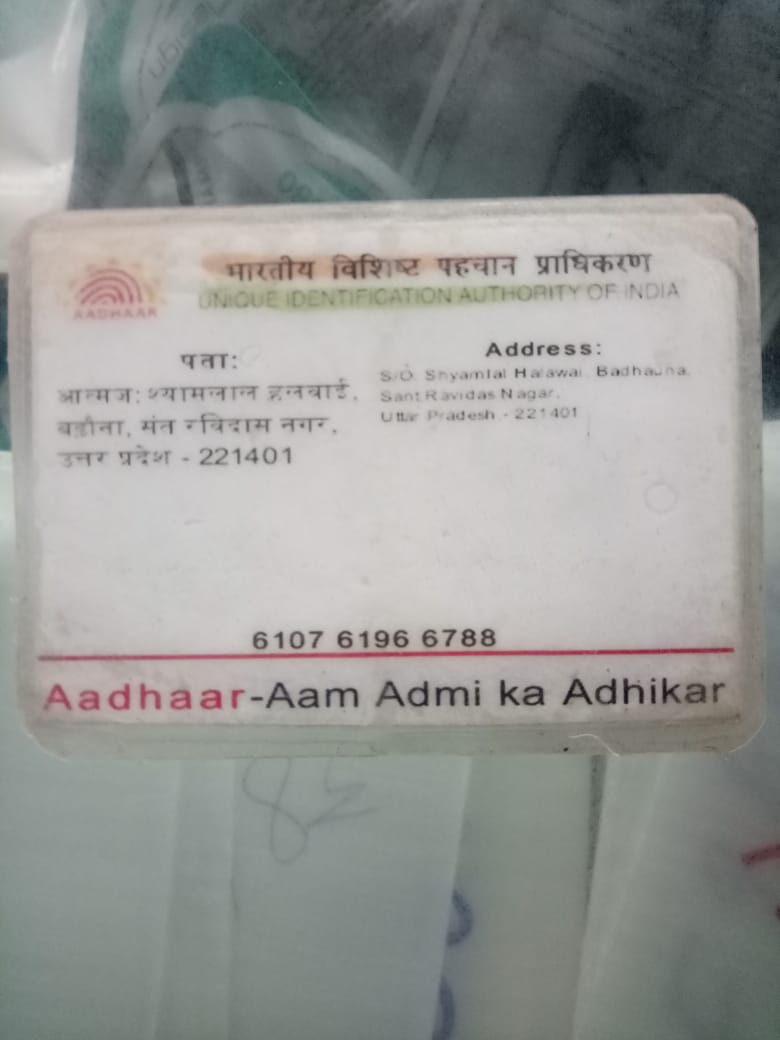 भारतीय विशिष्ट पहचान प्राधिकरण
UNIQUE IDENTIFICATION AUTHORITY OF INDIA
AADHAAR
पता:
आत्मज: श्यामलाल हलवाई,
बडौना, संत रविदास नगर,
उत्तर प्रदेश - 221401
Address:
S/O. Shyamlal Halawai, Badhauna,
Sant Ravidas Nagar,
Uttar Pradesh - 221401
6107 6196 6788
Aadhaar-Aam Admi ka Adhikar